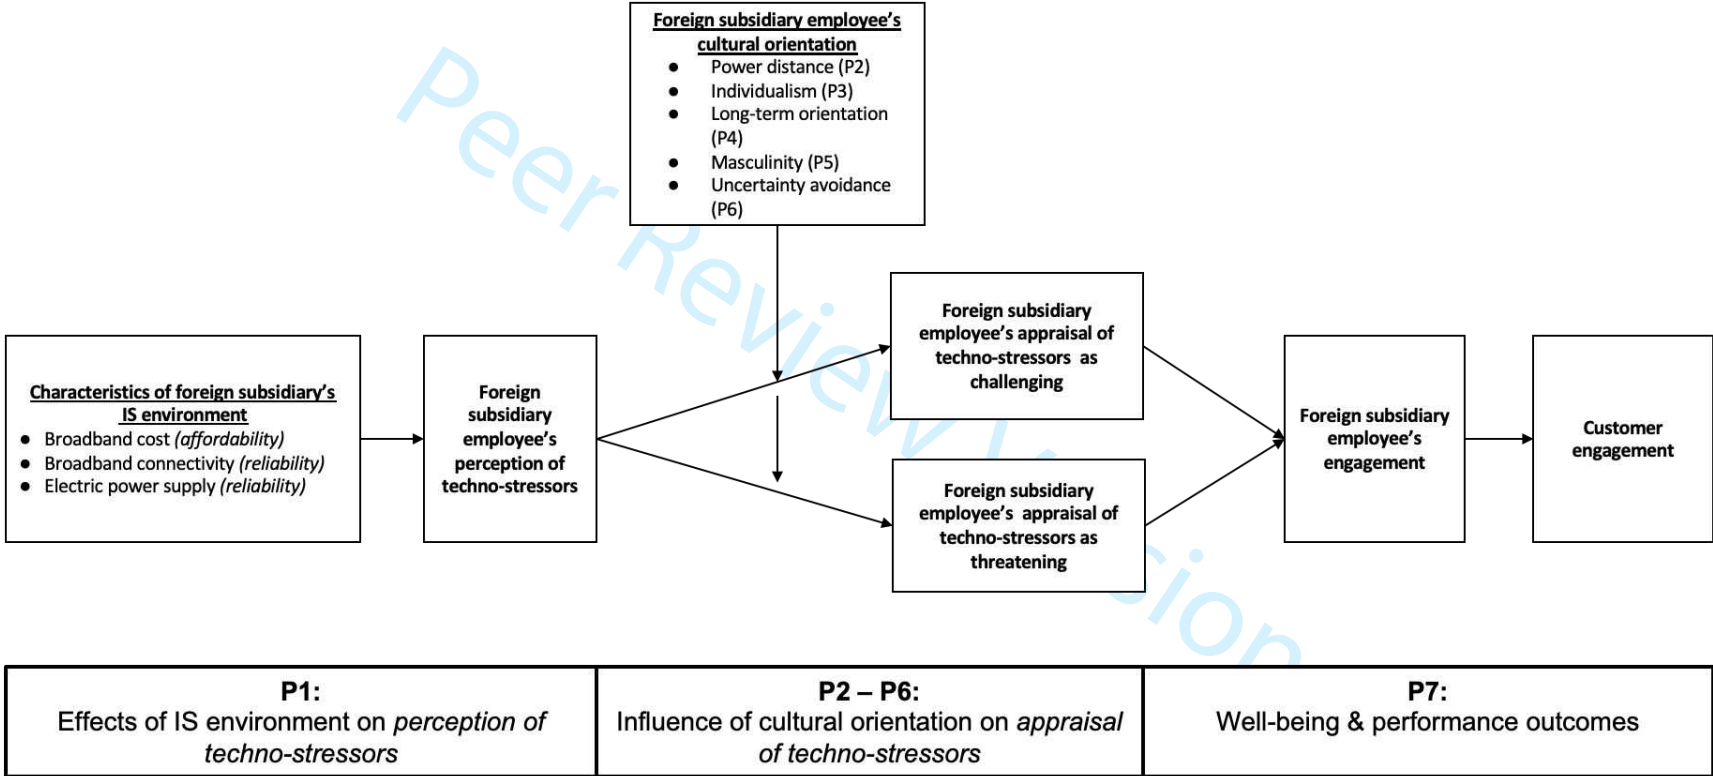 Foreign subsidiary employee's
cultural orientation
● Power distance (P2)
● Individualism (P3)
● Long-term orientation
(P4)
● Masculinity (P5)
● Uncertainty avoidance
(P6)
Characteristics of foreign subsidiary's
IS environment
● Broadband cost (affordability)
● Broadband connectivity (reliability)
● Electric power supply (reliability)
Foreign
subsidiary
employee's
perception of
techno-stressors
Foreign subsidiary
employee's appraisal of
techno-stressors as
challenging
Foreign subsidiary
employee's appraisal of
techno-stressors as
threatening
Foreign subsidiary
employee's
engagement
Customer
engagement
P1:
Effects of IS environment on perception of
techno-stressors
P2 – P6:
Influence of cultural orientation on appraisal
of techno-stressors
P7:
Well-being & performance outcomes
Peer Review